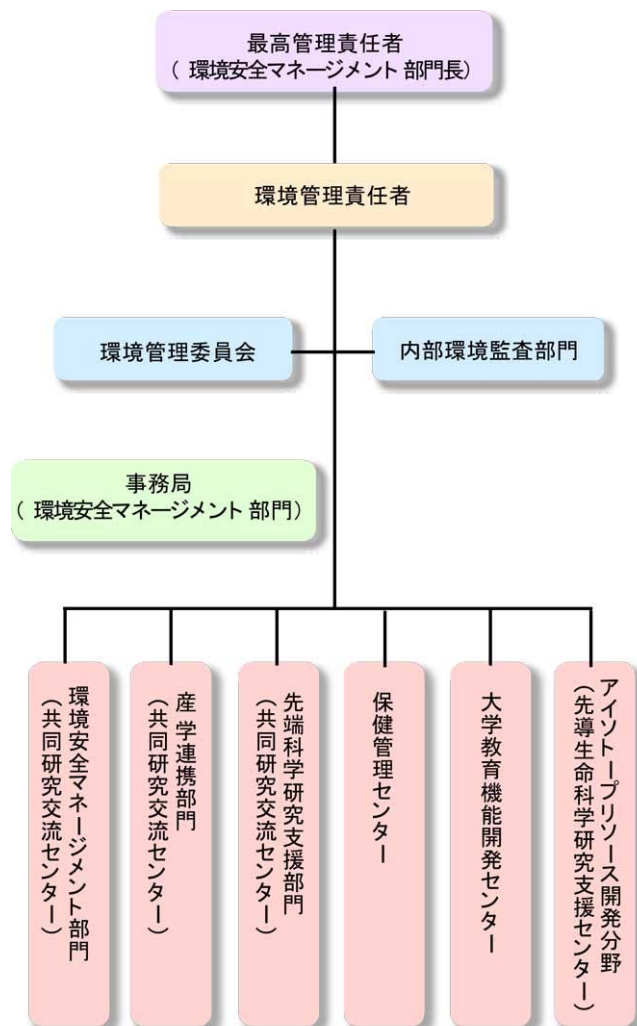 最高管理責任者
( 環境安全マネージメント 部門長)
環境管理責任者
環境管理委員会
内部環境監査部門
事務局
( 環境安全マネージメント 部門)
環境安全マネージメント部門
(共同研究交流センター)
産学連携部門
(共同研究交流センター)
先端科学研究支援部門
(共同研究交流センター)
保健管理センター
大学教育機能開発センター
アイソトープリソース開発分野
(先導生命科学研究支援センター)